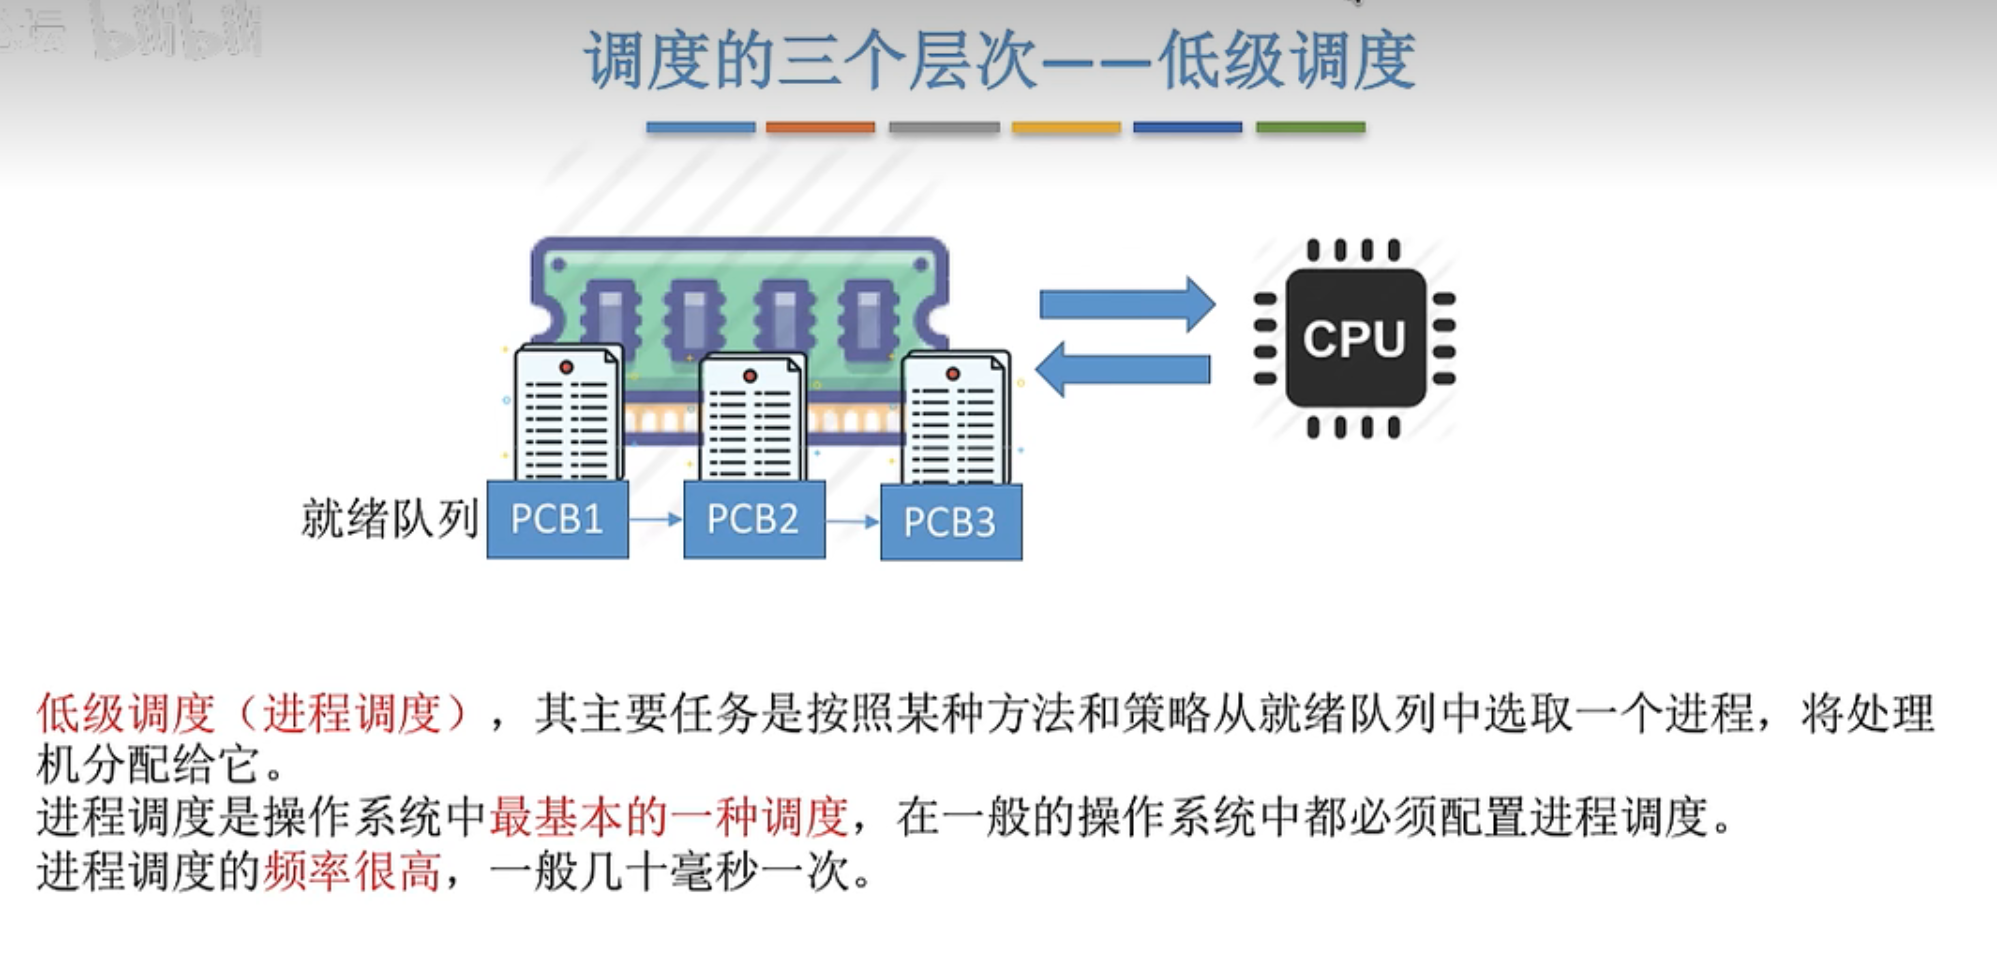 坛 bilibili
调度的三个层次——低级调度
CPU
就绪队列 PCB1 PCB2 PCB3
低级调度（进程调度），其主要任务是按照某种方法和策略从就绪队列中选取一个进程，将处理
机分配给它。
进程调度是操作系统中最基本的一种调度，在一般的操作系统中都必须配置进程调度。
进程调度的频率很高，一般几十毫秒一次。